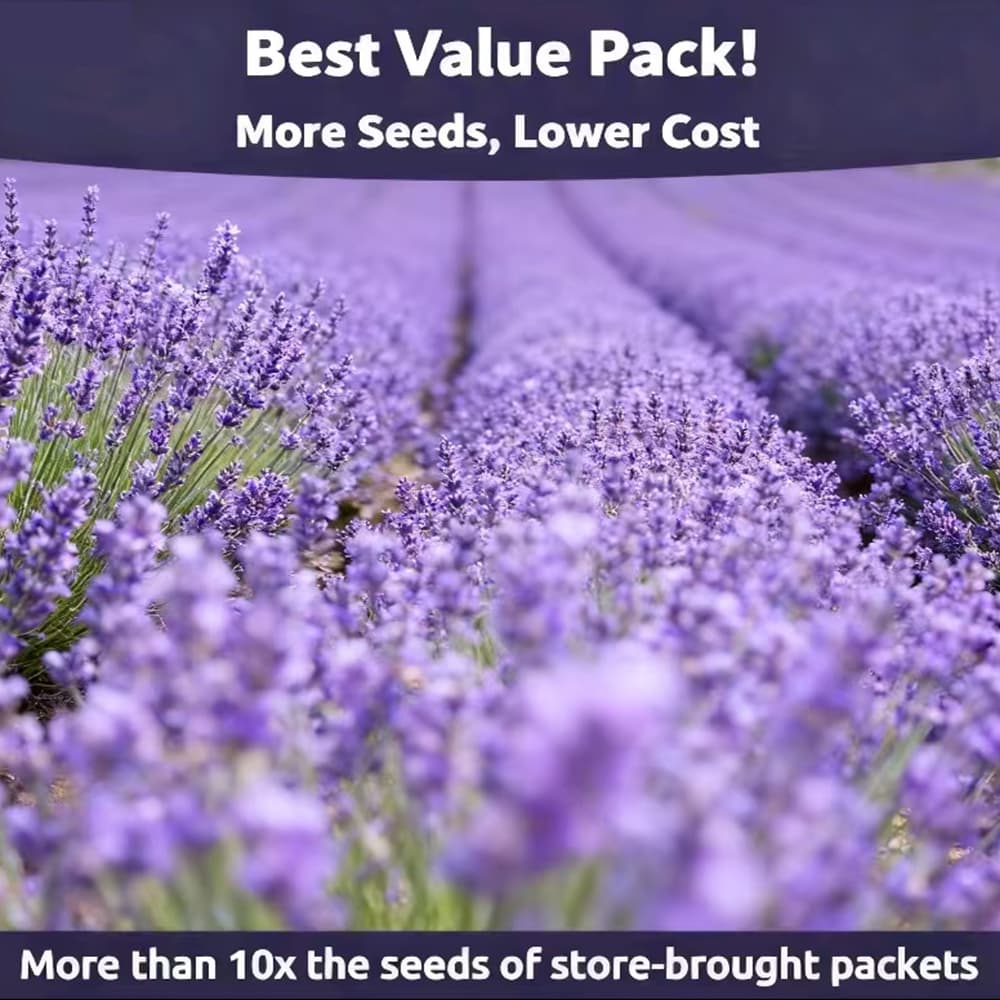 Best Value Pack!
More Seeds, Lower Cost
More than 10x the seeds of store-brought packets